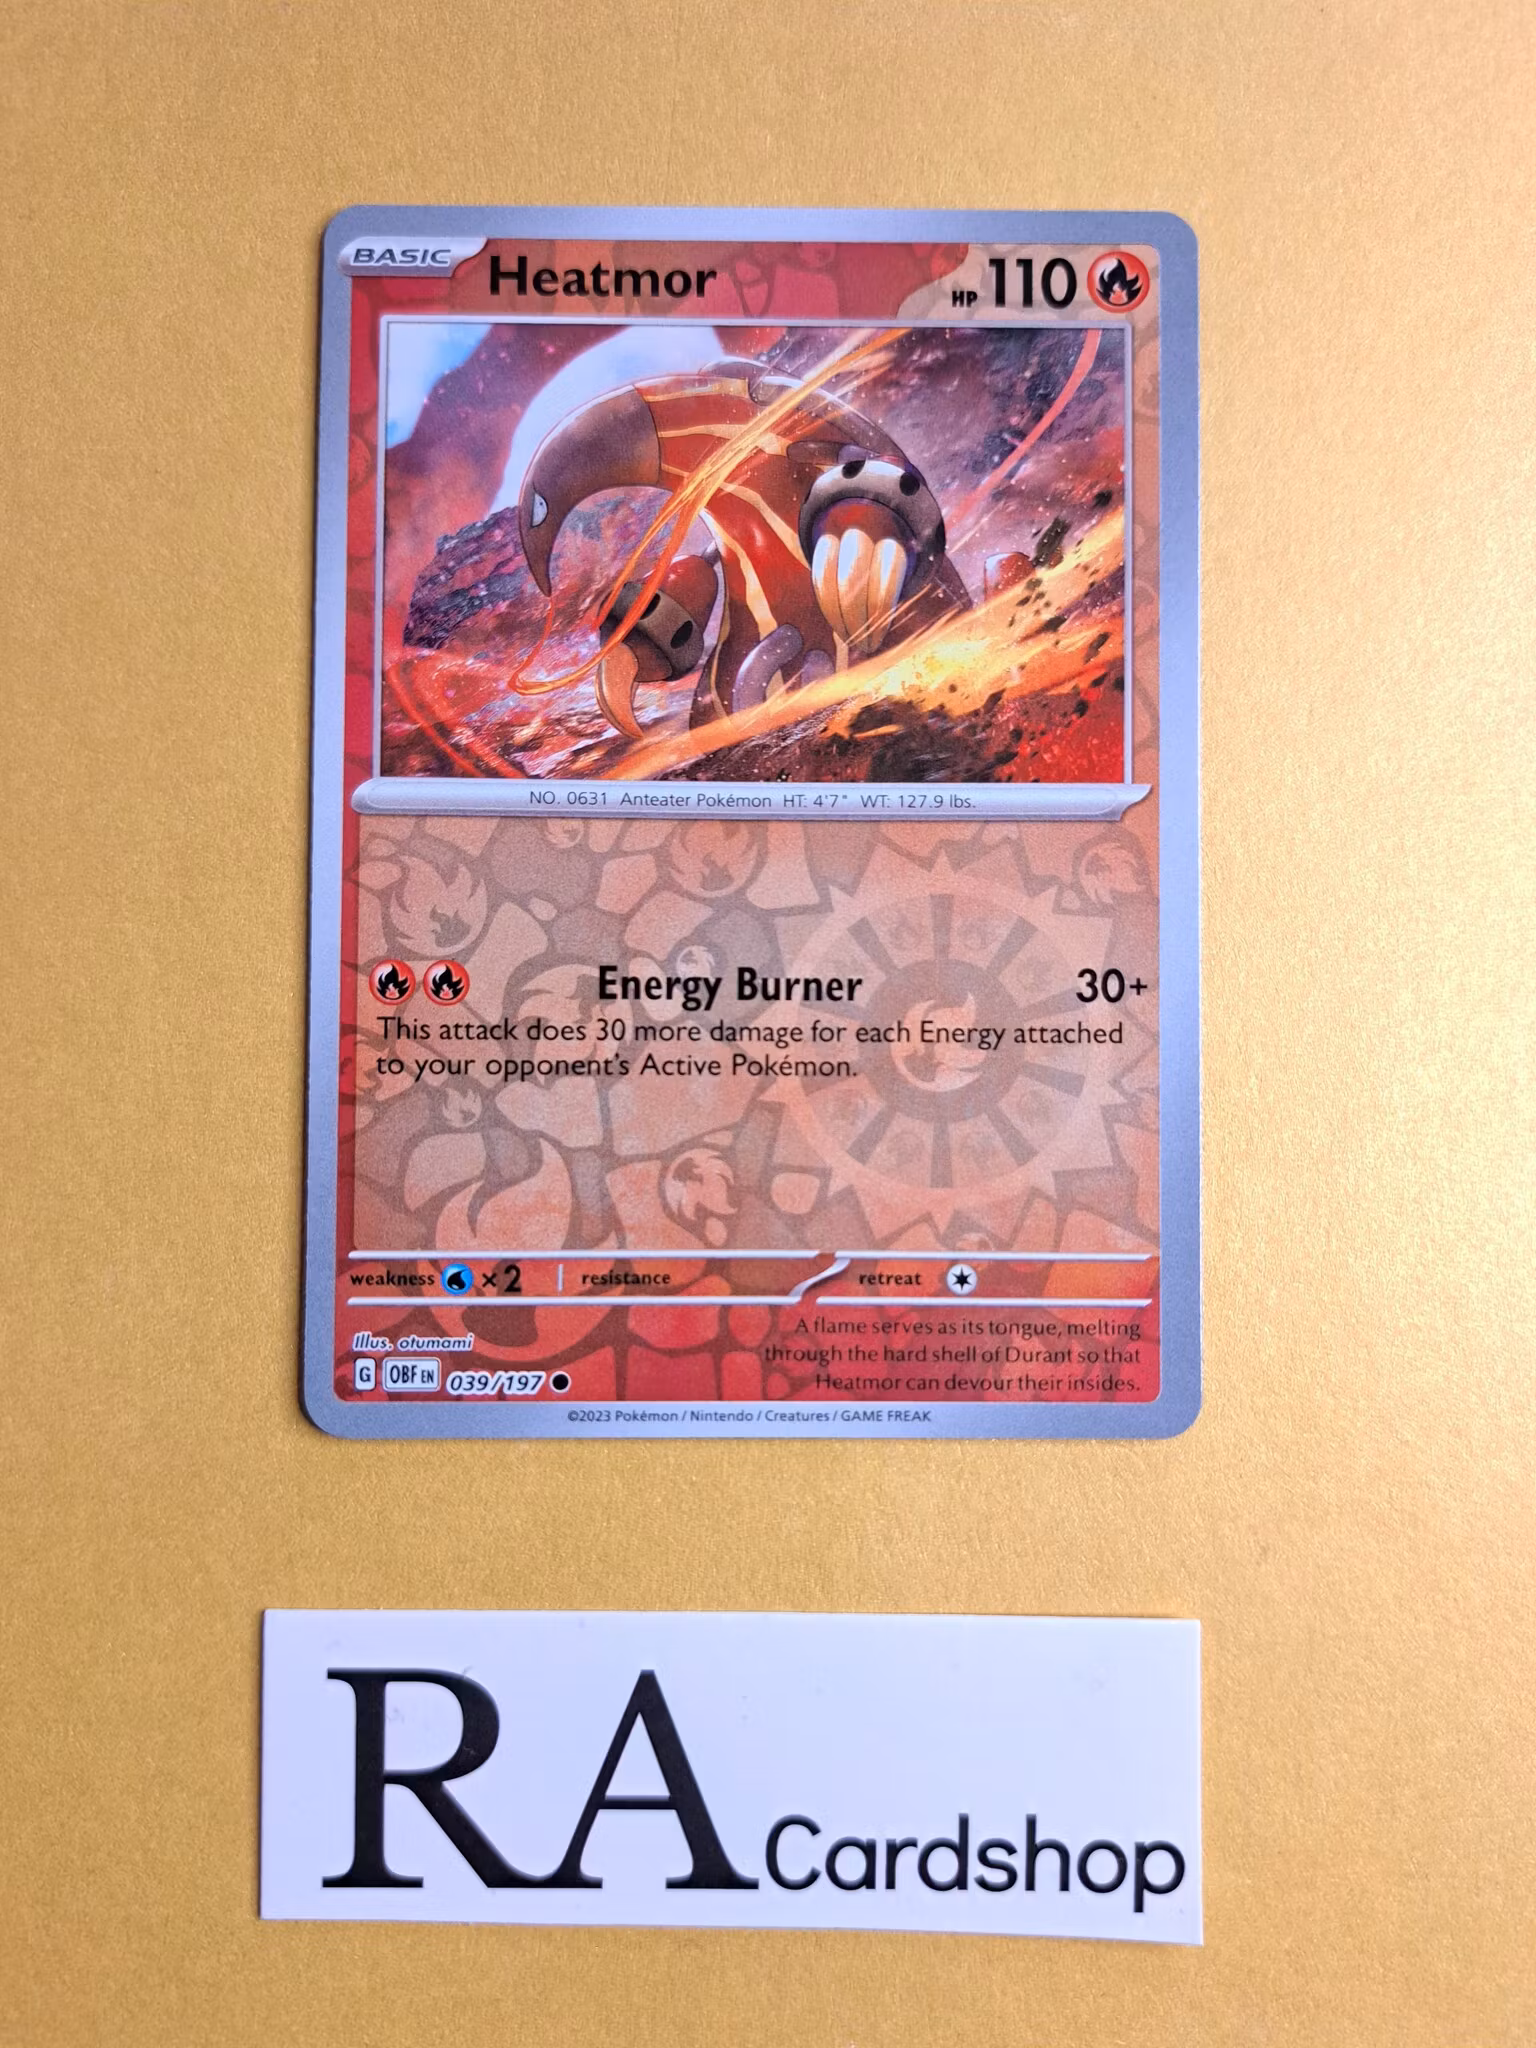 BASIC
Heatmor
HP 110
NO. 0631 Anteater Pokémon HT: 4'7" WT: 127.9 lbs.
Energy Burner 30+
This attack does 30 more damage for each Energy attached
to your opponent's Active Pokémon.
weakness ×2 resistance retreat
Illus. otumami
G OBF EN 039/197
A flame serves as its tongue, melting
through the hard shell of Durant so that
Heatmor can devour their insides.
©2023 Pokémon / Nintendo / Creatures / GAME FREAK
RA Cardshop